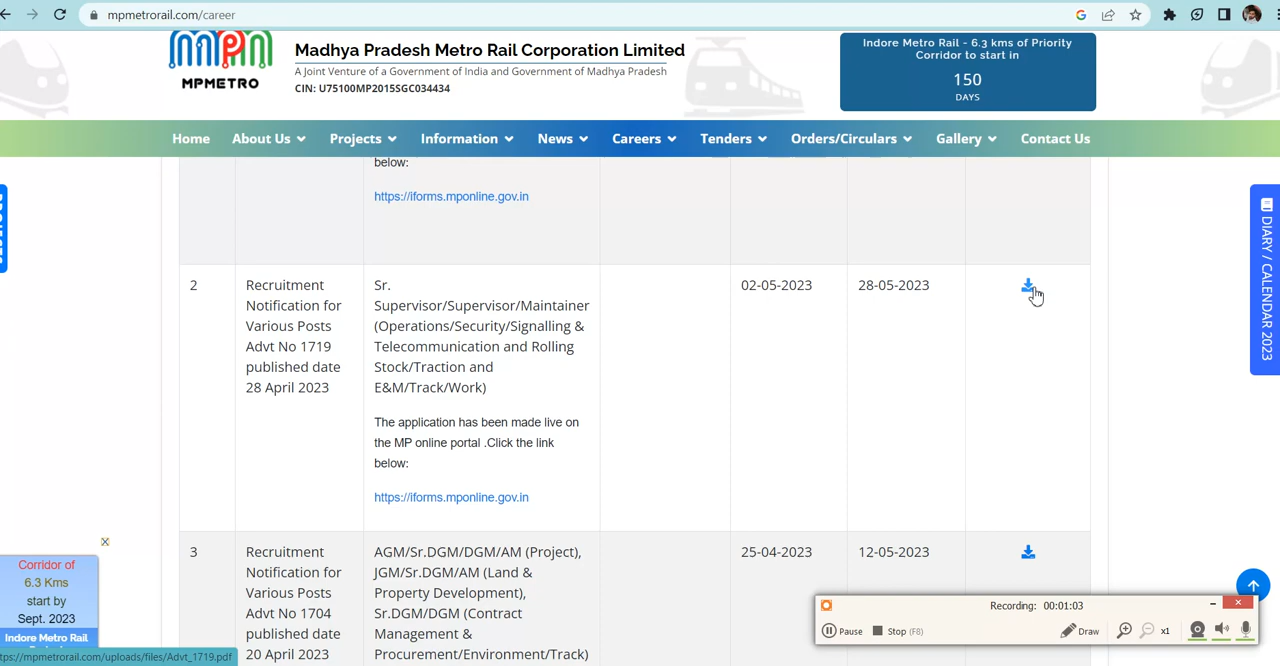 mpmetrorail.com/career
MPMETRO
Madhya Pradesh Metro Rail Corporation Limited
A Joint Venture of a Government of India and Government of Madhya Pradesh
CIN: U75100MP2015SGC034434
Indore Metro Rail - 6.3 kms of Priority
Corridor to start in
150
DAYS
Home About Us Projects Information News Careers Tenders Orders/Circulars Gallery Contact Us
below:
https://iforms.mponline.gov.in
DIARY / CALENDAR 2023
2
Recruitment
Notification for
Various Posts
Advt No 1719
published date
28 April 2023
Sr.
Supervisor/Supervisor/Maintainer
(Operations/Security/Signalling &
Telecommunication and Rolling
Stock/Traction and
E&M/Track/Work)
The application has been made live on
the MP online portal .Click the link
below:
https://iforms.mponline.gov.in
02-05-2023
28-05-2023
3
Recruitment
Notification for
Various Posts
Advt No 1704
published date
20 April 2023
AGM/Sr.DGM/DGM/AM (Project),
JGM/Sr.DGM/AM (Land &
Property Development),
Sr.DGM/DGM (Contract
Management &
Procurement/Environment/Track)
25-04-2023
12-05-2023
X
Corridor of
6.3 Kms
start by
Sept. 2023
Indore Metro Rail
tps://mpmetrorail.com/uploads/files/Advt_1719.pdf
Recording: 00:01:03
Pause Stop (F8) Draw x1